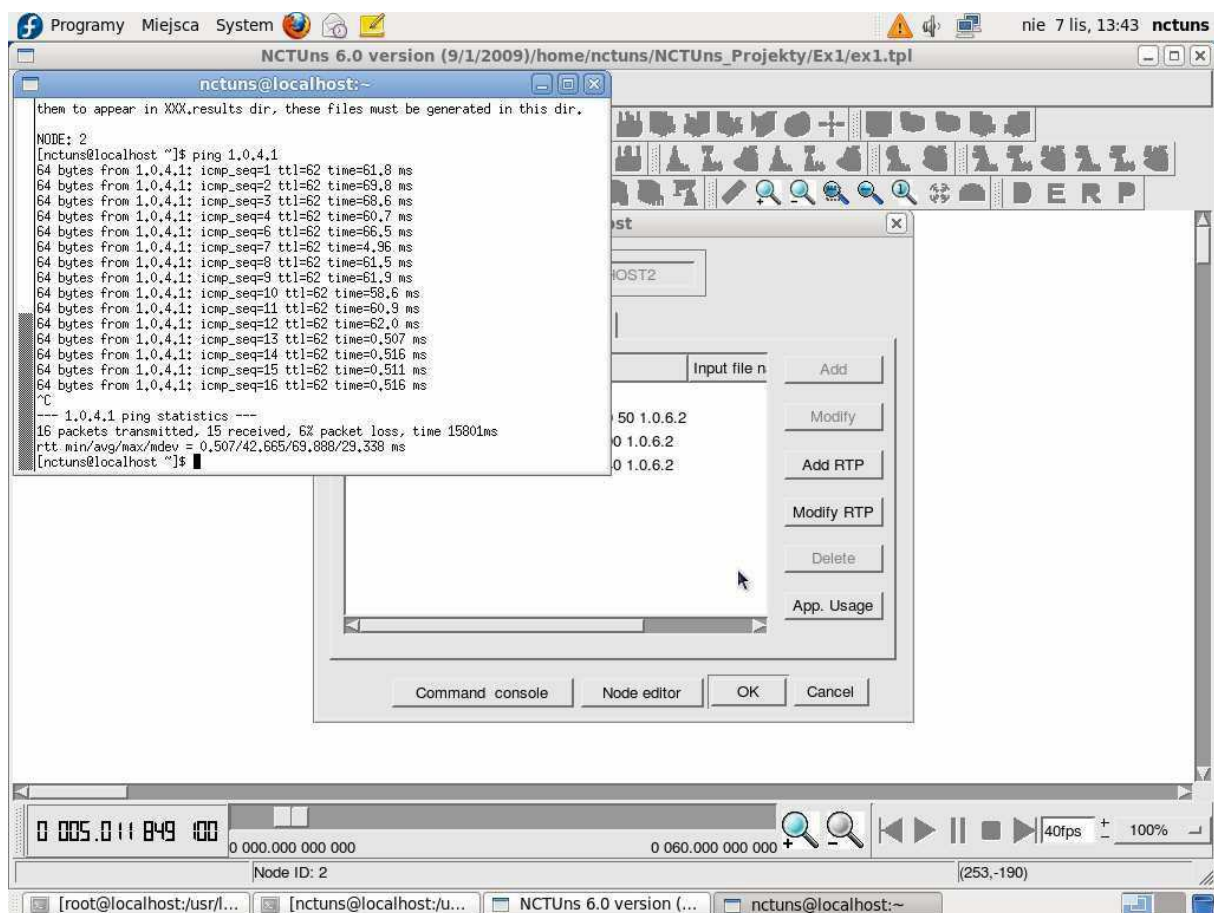 Programy Miejsca System nie 7 lis, 13:43 nctuns
NCTUns 6.0 version (9/1/2009)/home/nctuns/NCTUns_Projekty/Ex1/ex1.tpl
nctuns@localhost:~
them to appear in XXX.results dir, these files must be generated in this dir.
NODE: 2
[nctuns@localhost ~]$ ping 1.0.4.1
64 bytes from 1.0.4.1: icmp_seq=1 ttl=62 time=61.8 ms
64 bytes from 1.0.4.1: icmp_seq=2 ttl=62 time=69.8 ms
64 bytes from 1.0.4.1: icmp_seq=3 ttl=62 time=68.6 ms
64 bytes from 1.0.4.1: icmp_seq=4 ttl=62 time=60.7 ms
64 bytes from 1.0.4.1: icmp_seq=6 ttl=62 time=66.5 ms
64 bytes from 1.0.4.1: icmp_seq=7 ttl=62 time=4.96 ms
64 bytes from 1.0.4.1: icmp_seq=8 ttl=62 time=61.5 ms
64 bytes from 1.0.4.1: icmp_seq=9 ttl=62 time=61.9 ms
64 bytes from 1.0.4.1: icmp_seq=10 ttl=62 time=58.6 ms
64 bytes from 1.0.4.1: icmp_seq=11 ttl=62 time=60.9 ms
64 bytes from 1.0.4.1: icmp_seq=12 ttl=62 time=62.0 ms
64 bytes from 1.0.4.1: icmp_seq=13 ttl=62 time=0.507 ms
64 bytes from 1.0.4.1: icmp_seq=14 ttl=62 time=0.516 ms
64 bytes from 1.0.4.1: icmp_seq=15 ttl=62 time=0.511 ms
64 bytes from 1.0.4.1: icmp_seq=16 ttl=62 time=0.516 ms
^C
--- 1.0.4.1 ping statistics ---
16 packets transmitted, 15 received, 6% packet loss, time 15801ms
rtt min/avg/max/mdev = 0.507/42.665/69.888/29.338 ms
[nctuns@localhost ~]$
D E R P
ost
HOST2
Input file n
Add
50 1.0.6.2
Modify
0 1.0.6.2
0 1.0.6.2
Add RTP
Modify RTP
Delete
App. Usage
Command console Node editor OK Cancel
0 005.011 849 100
0 000.000 000 000 0 060.000 000 000
40fps + - 100%
Node ID: 2 (253,-190)
[root@localhost:/usr/l... [nctuns@localhost:/u... NCTUns 6.0 version (... nctuns@localhost:~